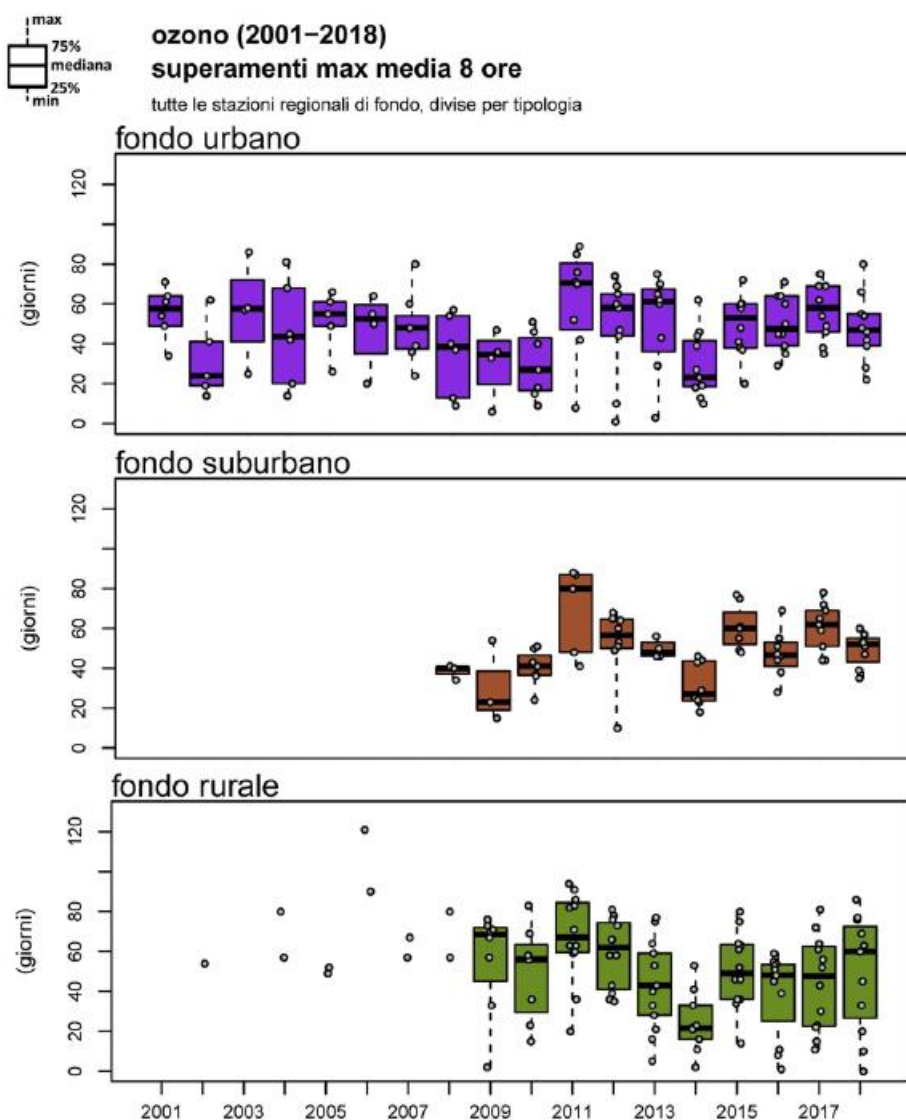 max
75%
mediana
25%
min
ozono (2001−2018)
superamenti max media 8 ore
tutte le stazioni regionali di fondo, divise per tipologia
fondo urbano
(giorni)
120
80
60
40
20
0
fondo suburbano
(giorni)
120
80
60
40
20
0
fondo rurale
(giorni)
120
80
60
40
20
0
2001 2003 2005 2007 2009 2011 2013 2015 2017